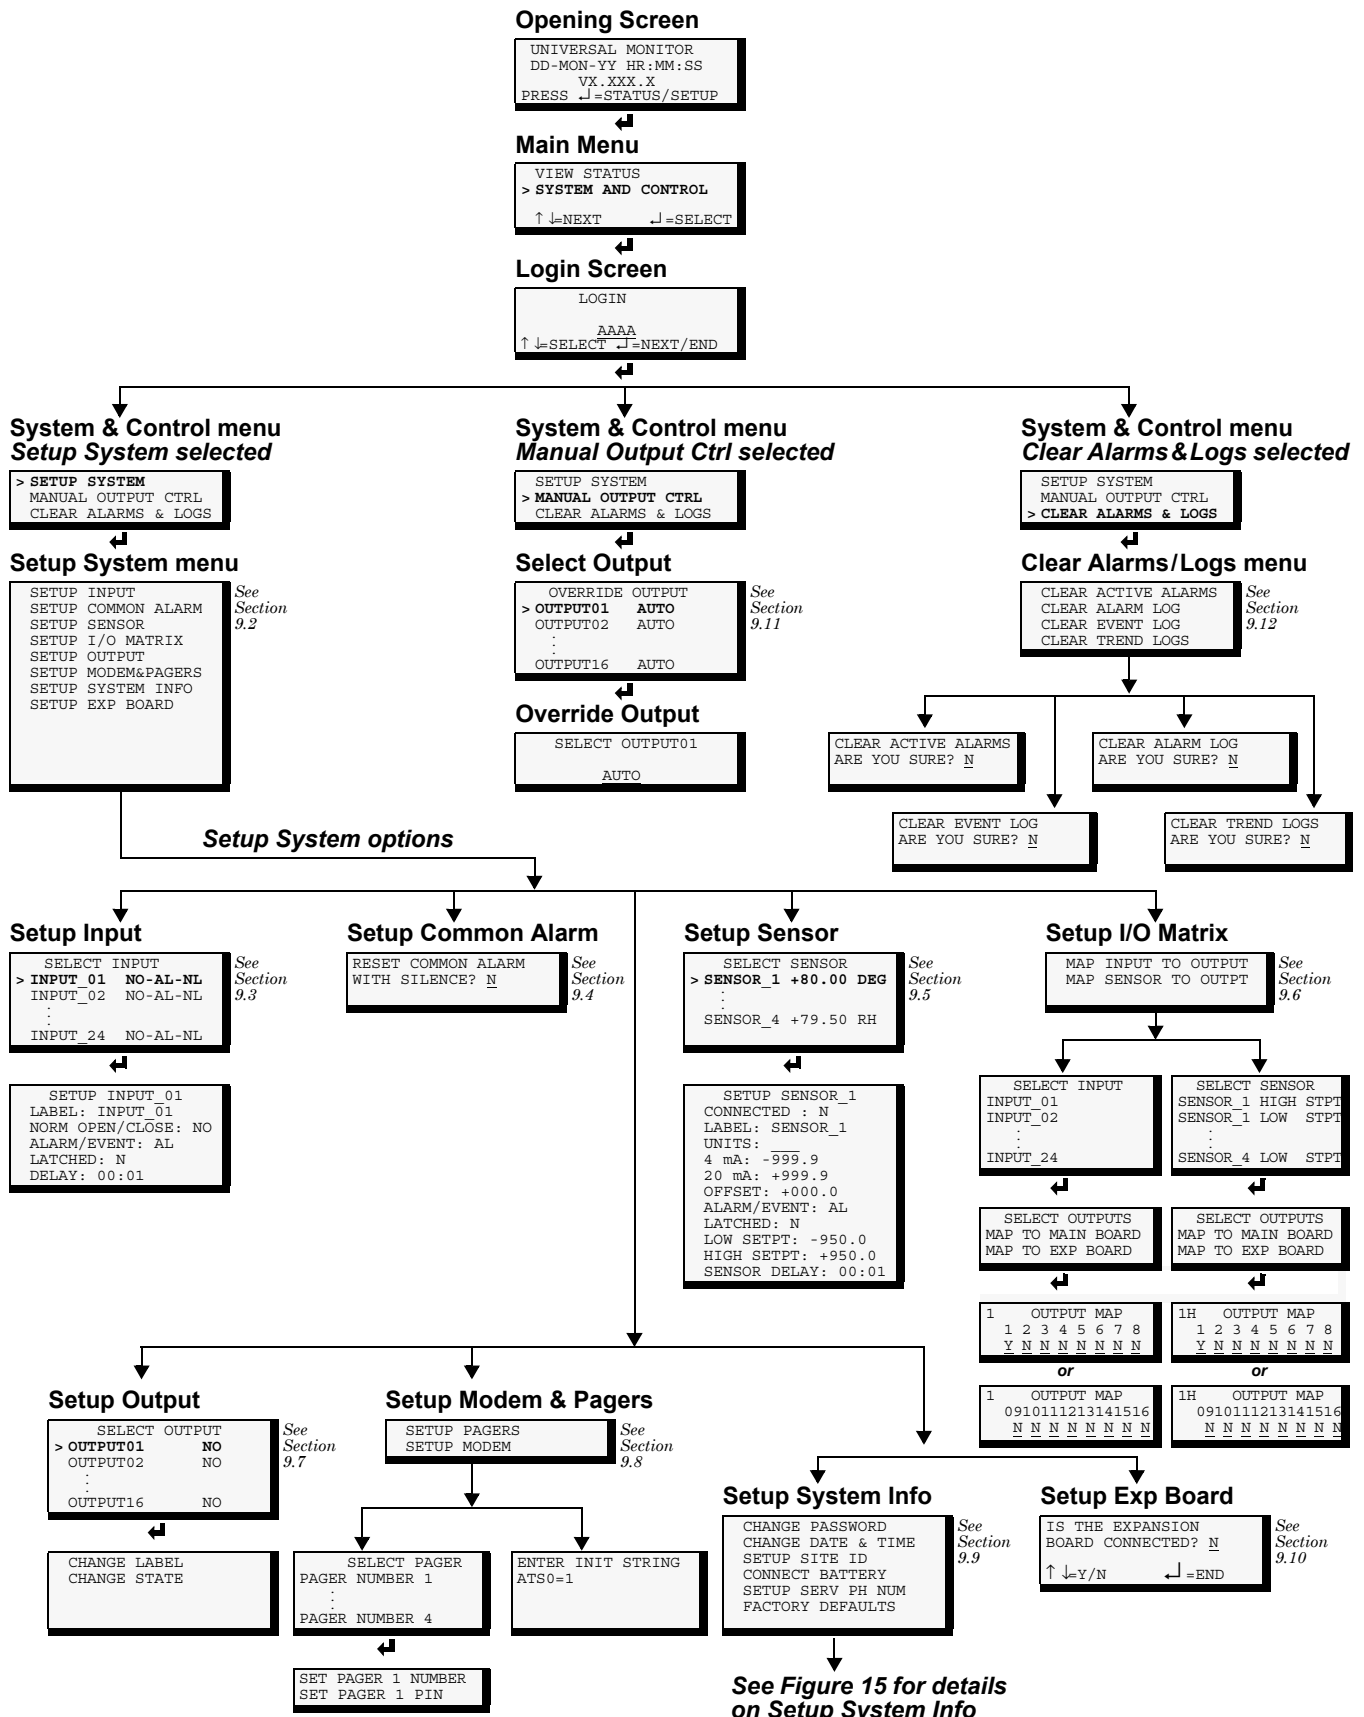 Opening Screen
UNIVERSAL MONITOR
DD-MON-YY HR:MM:SS
VX.XXX.X
PRESS ↵=STATUS/SETUP
Main Menu
VIEW STATUS
> SYSTEM AND CONTROL
↑↓=NEXT ↵=SELECT
Login Screen
LOGIN
AAAA
↑↓=SELECT ↵=NEXT/END
System & Control menu
Setup System selected
> SETUP SYSTEM
MANUAL OUTPUT CTRL
CLEAR ALARMS & LOGS
Setup System menu
SETUP INPUT
SETUP COMMON ALARM
SETUP SENSOR
SETUP I/O MATRIX
SETUP OUTPUT
SETUP MODEM&PAGERS
SETUP SYSTEM INFO
SETUP EXP BOARD
See
Section
9.2
System & Control menu
Manual Output Ctrl selected
SETUP SYSTEM
> MANUAL OUTPUT CTRL
CLEAR ALARMS & LOGS
Select Output
OVERRIDE OUTPUT
> OUTPUT01 AUTO
OUTPUT02 AUTO
:
OUTPUT16 AUTO
See
Section
9.11
Override Output
SELECT OUTPUT01
AUTO
System & Control menu
Clear Alarms & Logs selected
SETUP SYSTEM
MANUAL OUTPUT CTRL
> CLEAR ALARMS & LOGS
Clear Alarms/Logs menu
CLEAR ACTIVE ALARMS
CLEAR ALARM LOG
CLEAR EVENT LOG
CLEAR TREND LOGS
See
Section
9.12
CLEAR ACTIVE ALARMS
ARE YOU SURE? N
CLEAR ALARM LOG
ARE YOU SURE? N
CLEAR EVENT LOG
ARE YOU SURE? N
CLEAR TREND LOGS
ARE YOU SURE? N
Setup System options
Setup Input
SELECT INPUT
> INPUT_01 NO-AL-NL
INPUT_02 NO-AL-NL
:
INPUT_24 NO-AL-NL
See
Section
9.3
SETUP INPUT_01
LABEL: INPUT_01
NORM OPEN/CLOSE: NO
ALARM/EVENT: AL
LATCHED: N
DELAY: 00:01
Setup Common Alarm
RESET COMMON ALARM
WITH SILENCE? N
See
Section
9.4
Setup Sensor
SELECT SENSOR
> SENSOR_1 +80.00 DEG
:
SENSOR_4 +79.50 RH
See
Section
9.5
SETUP SENSOR_1
CONNECTED : N
LABEL: SENSOR_1
UNITS: ___
4 mA: -999.9
20 mA: +999.9
OFFSET: +000.0
ALARM/EVENT: AL
LATCHED: N
LOW SETPT: -950.0
HIGH SETPT: +950.0
SENSOR DELAY: 00:01
Setup I/O Matrix
MAP INPUT TO OUTPUT
MAP SENSOR TO OUTPT
See
Section
9.6
SELECT INPUT
INPUT_01
INPUT_02
:
INPUT_24
SELECT OUTPUTS
MAP TO MAIN BOARD
MAP TO EXP BOARD
1 OUTPUT MAP
1 2 3 4 5 6 7 8
Y N N N N N N N
or
1 OUTPUT MAP
0910111213141516
N N N N N N N N
SELECT SENSOR
SENSOR_1 HIGH STPT
SENSOR_1 LOW STPT
:
SENSOR_4 LOW STPT
SELECT OUTPUTS
MAP TO MAIN BOARD
MAP TO EXP BOARD
1H OUTPUT MAP
1 2 3 4 5 6 7 8
Y N N N N N N N
or
1H OUTPUT MAP
0910111213141516
N N N N N N N N
Setup Output
SELECT OUTPUT
> OUTPUT01 NO
OUTPUT02 NO
:
OUTPUT16 NO
See
Section
9.7
CHANGE LABEL
CHANGE STATE
Setup Modem & Pagers
SETUP PAGERS
SETUP MODEM
See
Section
9.8
SELECT PAGER
PAGER NUMBER 1
:
PAGER NUMBER 4
SET PAGER 1 NUMBER
SET PAGER 1 PIN
ENTER INIT STRING
ATS0=1
Setup System Info
CHANGE PASSWORD
CHANGE DATE & TIME
SETUP SITE ID
CONNECT BATTERY
SETUP SERV PH NUM
FACTORY DEFAULTS
See
Section
9.9
See Figure 15 for details
on Setup System Info
Setup Exp Board
IS THE EXPANSION
BOARD CONNECTED? N
↑↓=Y/N ↵=END
See
Section
9.10